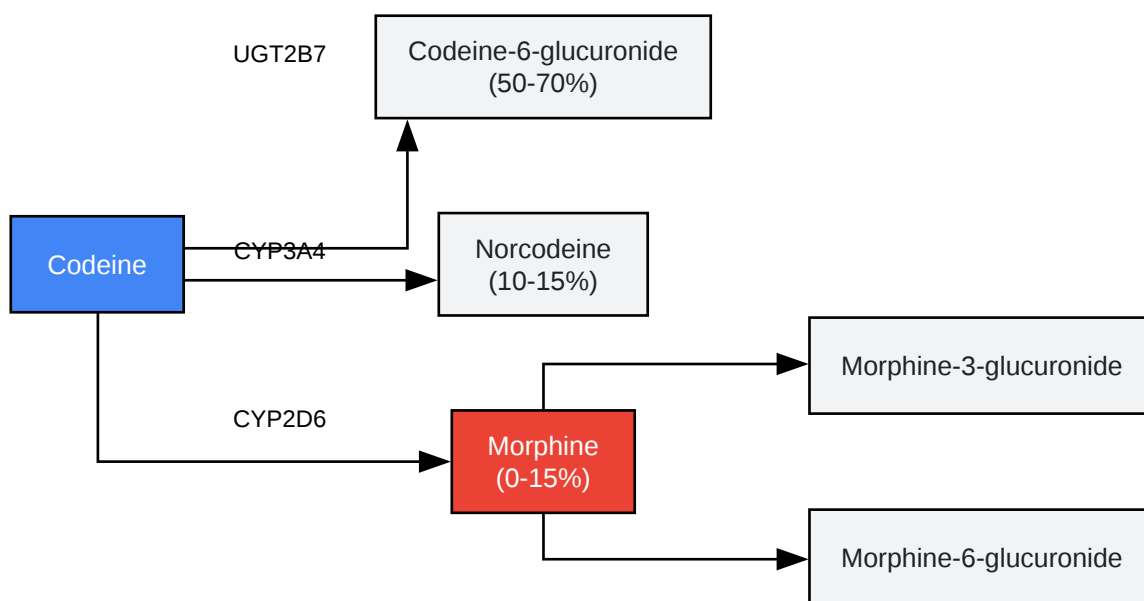 UGT2B7
Codeine-6-glucuronide
(50-70%)
Codeine
CYP3A4
Norcodeine
(10-15%)
CYP2D6
Morphine
(0-15%)
Morphine-3-glucuronide
Morphine-6-glucuronide